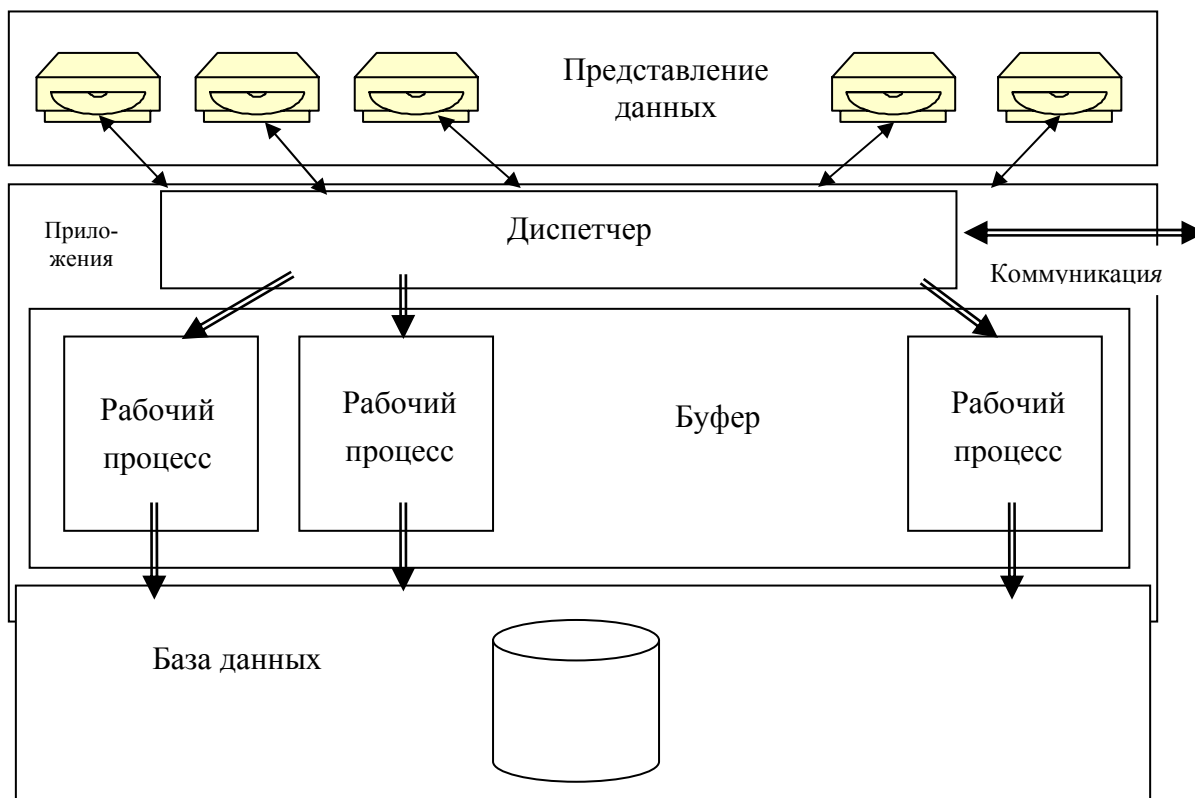 Представление
данных
Диспетчер
Прило-
жения
Коммуникация
Рабочий
процесс
Рабочий
процесс
Буфер
Рабочий
процесс
База данных